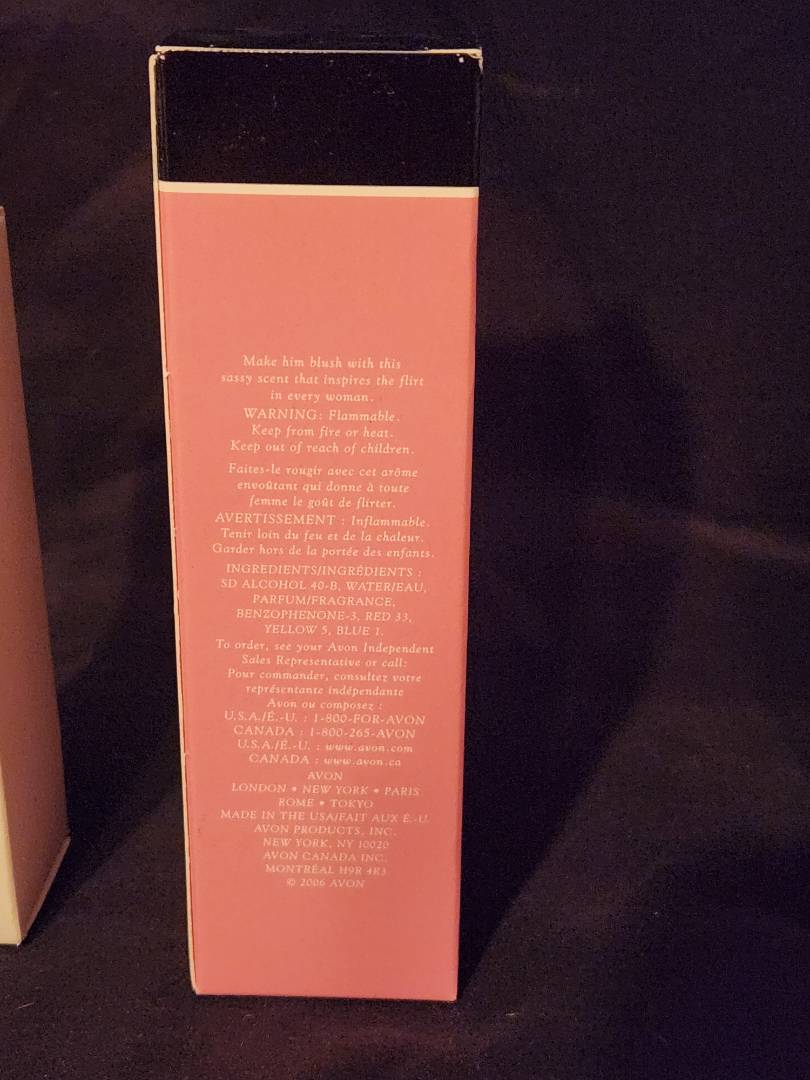 Make him blush with this
sassy scent that inspires the flirt
in every woman.
WARNING: Flammable.
Keep from fire or heat.
Keep out of reach of children.
Faites-le rougir avec cet arôme
envoûtant qui donne à toute
femme le goût de flirter.
AVERTISSEMENT : Inflammable.
Tenir loin du feu et de la chaleur.
Garder hors de la portée des enfants.
INGREDIENTS/INGRÉDIENTS :
SD ALCOHOL 40-B, WATER/EAU,
PARFUM/FRAGRANCE,
BENZOPHENONE-3, RED 33,
YELLOW 5, BLUE 1.
To order, see your Avon Independent
Sales Representative or call:
Pour commander, consultez votre
représentante indépendante
Avon ou composez :
U.S.A./É.-U. : 1-800-FOR-AVON
CANADA : 1-800-265-AVON
U.S.A./É.-U. : www.avon.com
CANADA : www.avon.ca
AVON
LONDON • NEW YORK • PARIS
ROME • TOKYO
MADE IN THE USA/FAIT AUX É.-U.
AVON PRODUCTS, INC.
NEW YORK, NY 10020
AVON CANADA INC.
MONTRÉAL H9R 4R3
© 2006 AVON